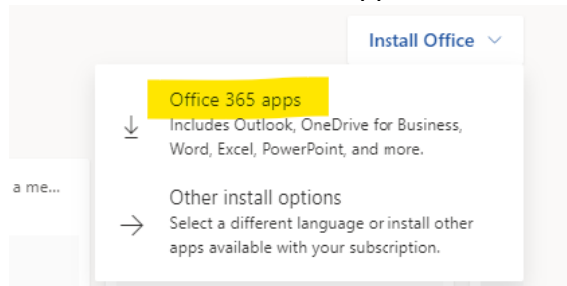 Install Office
Office 365 apps
Includes Outlook, OneDrive for Business,
Word, Excel, PowerPoint, and more.
a me...
Other install options
Select a different language or install other
apps available with your subscription.